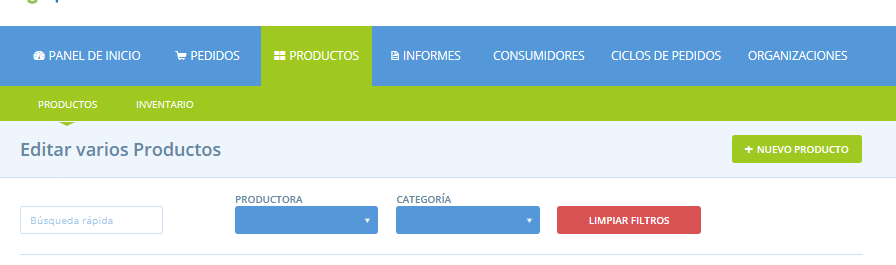 PANEL DE INICIO PEDIDOS PRODUCTOS INFORMES CONSUMIDORES CICLOS DE PEDIDOS ORGANIZACIONES
PRODUCTOS INVENTARIO
Editar varios Productos
+ NUEVO PRODUCTO
PRODUCTORA CATEGORÍA
Búsqueda rápida
LIMPIAR FILTROS